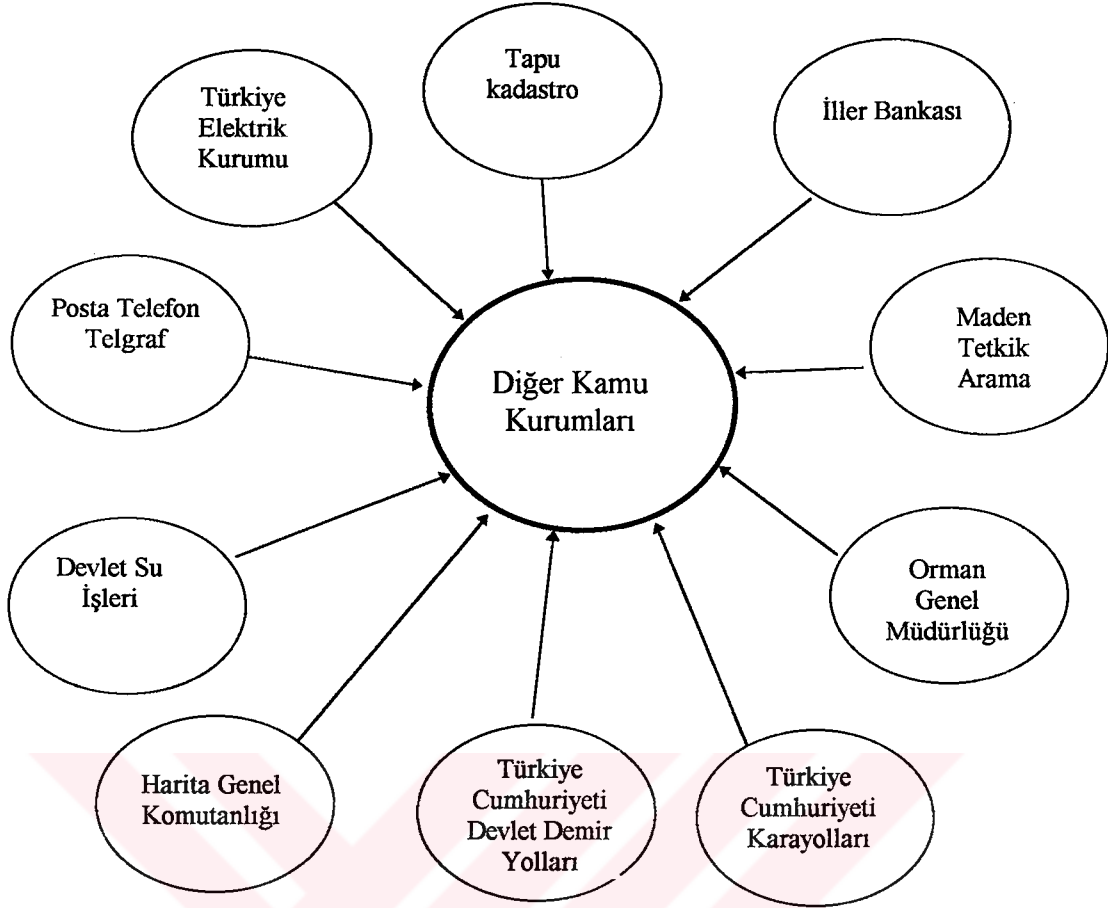 Tapu
kadastro
Türkiye
Elektrik
Kurumu
İller Bankası
Posta Telefon
Telgraf
Maden
Tetkik
Arama
Diğer Kamu
Kurumları
Devlet Su
İşleri
Orman
Genel
Müdürlüğü
Harita Genel
Komutanlığı
Türkiye
Cumhuriyeti
Devlet Demir
Yolları
Türkiye
Cumhuriyeti
Karayolları